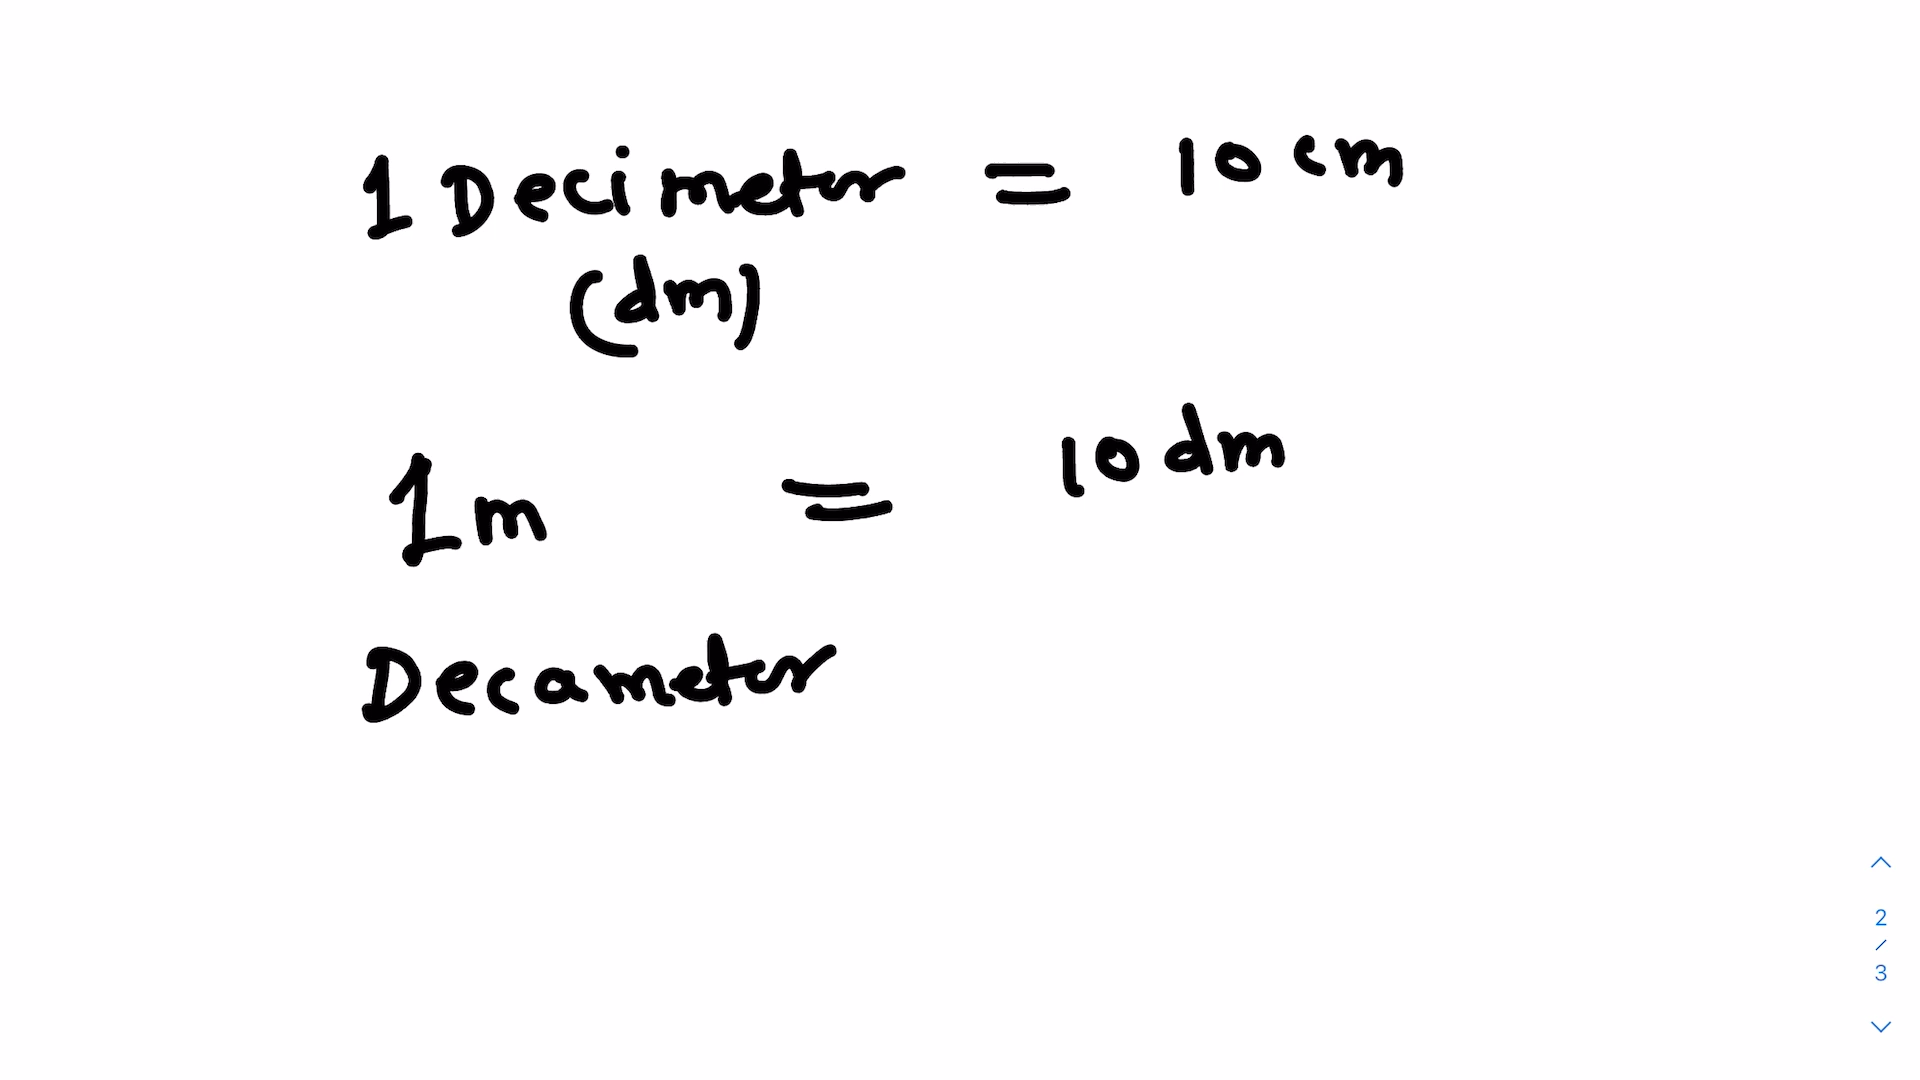 1 Decimeter = 10 cm
(dm)
1m = 10 dm
Decameter
2
/
3